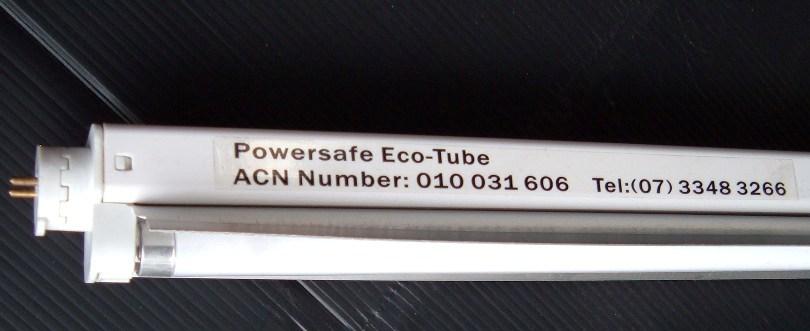 Powersafe Eco-Tube
ACN Number: 010 031 606 Tel:(07) 3348 3266